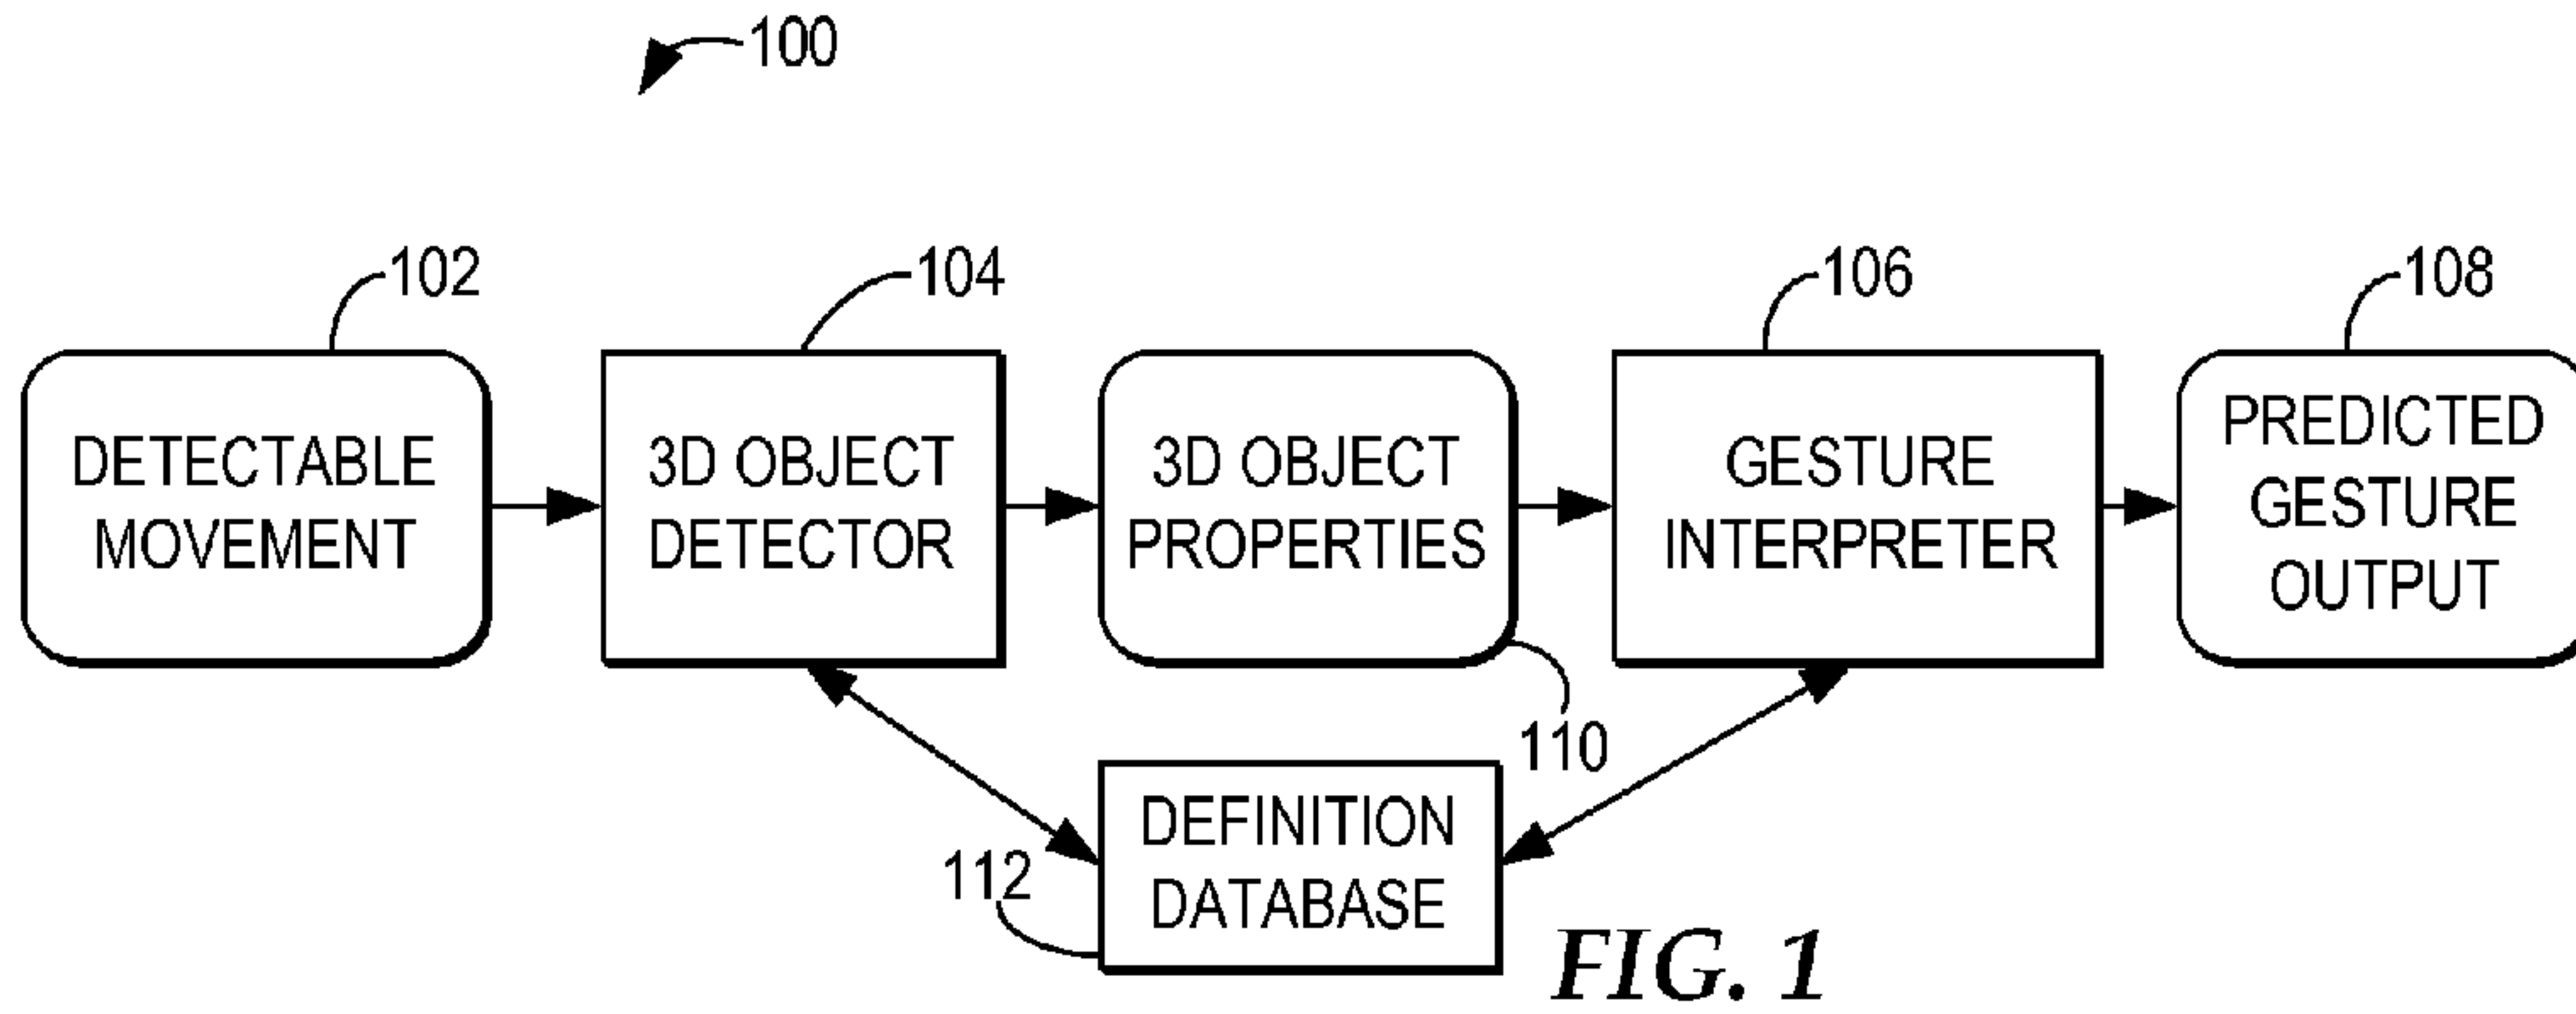 100
102
104
106
108
DETECTABLE
MOVEMENT
3D OBJECT
DETECTOR
3D OBJECT
PROPERTIES
GESTURE
INTERPRETER
PREDICTED
GESTURE
OUTPUT
110
112
DEFINITION
DATABASE
FIG. 1